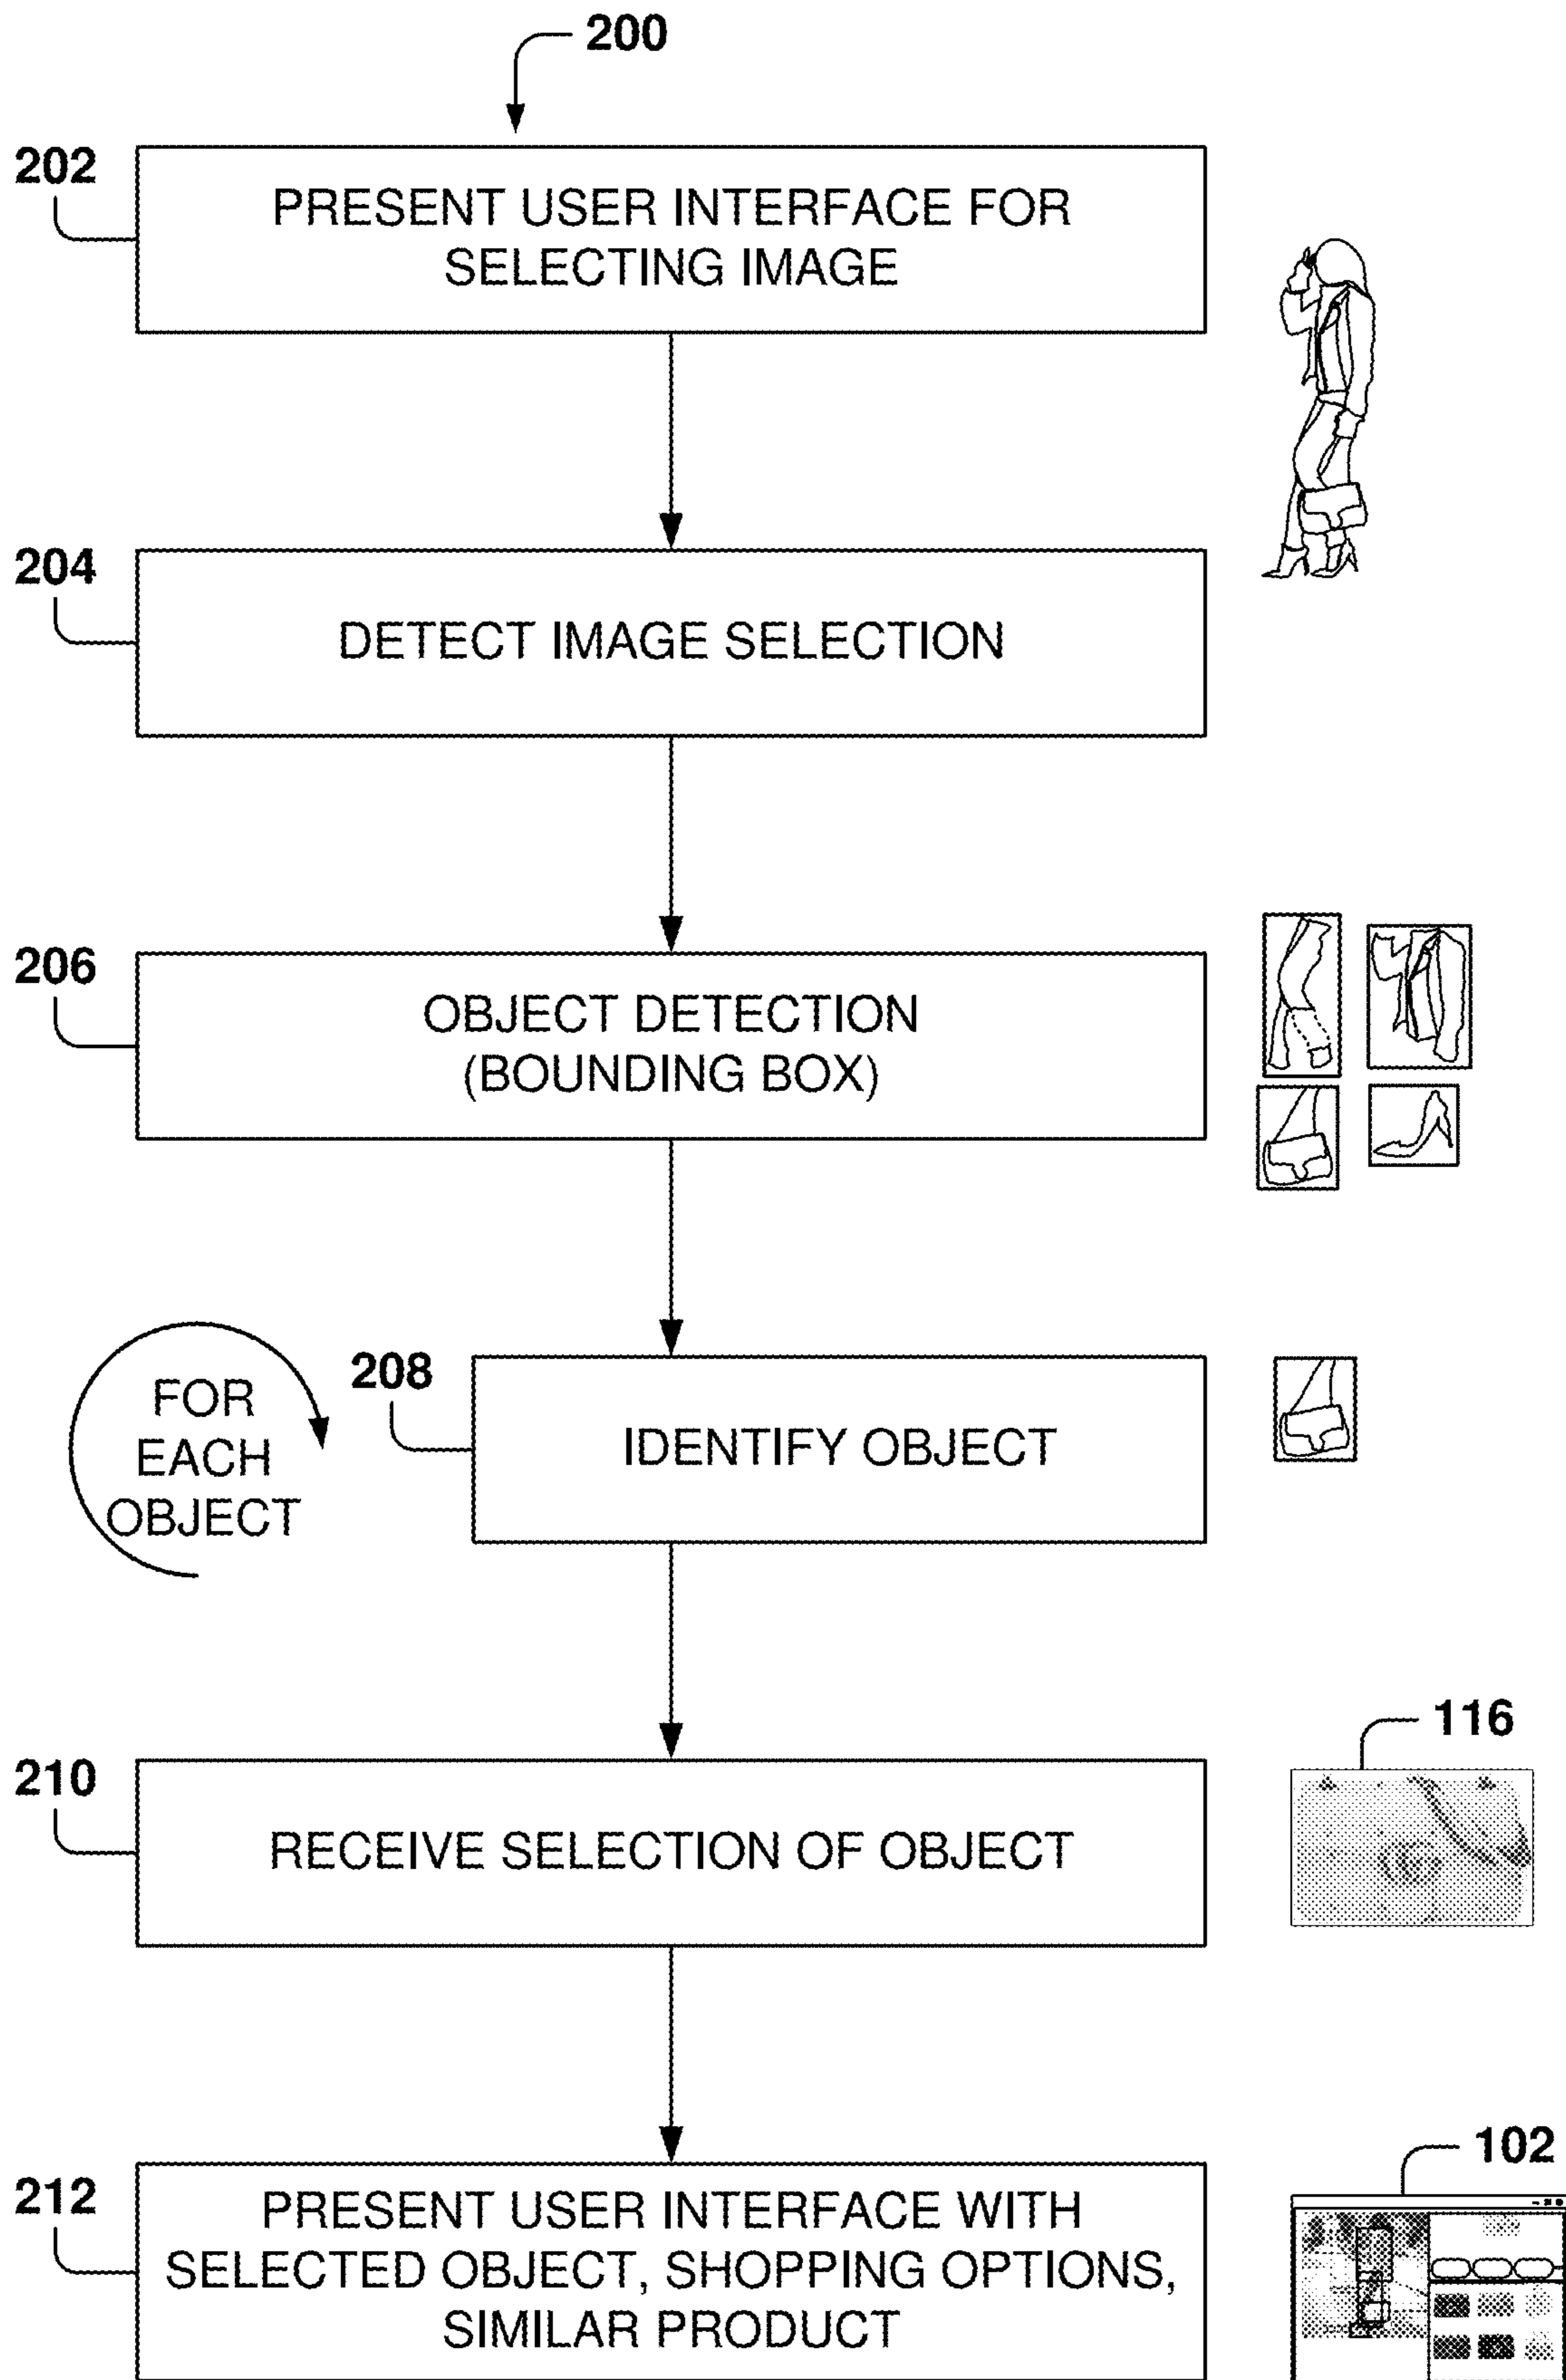 200
202
PRESENT USER INTERFACE FOR
SELECTING IMAGE
204
DETECT IMAGE SELECTION
206
OBJECT DETECTION
(BOUNDING BOX)
FOR
EACH
OBJECT
208
IDENTIFY OBJECT
116
210
RECEIVE SELECTION OF OBJECT
102
212
PRESENT USER INTERFACE WITH
SELECTED OBJECT, SHOPPING OPTIONS,
SIMILAR PRODUCT